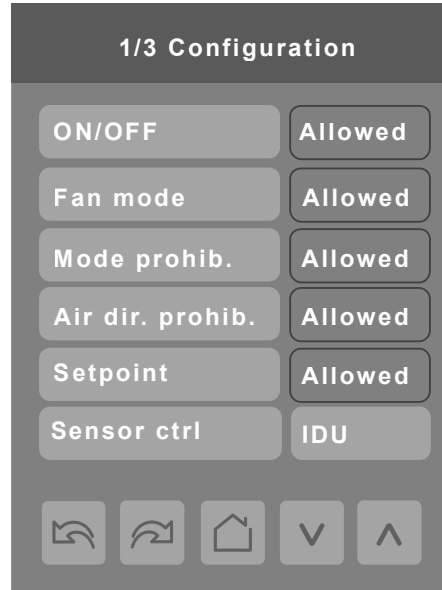 1/3 Configuration
ON/OFF Allowed
Fan mode Allowed
Mode prohib. Allowed
Air dir. prohib. Allowed
Setpoint Allowed
Sensor ctrl IDU